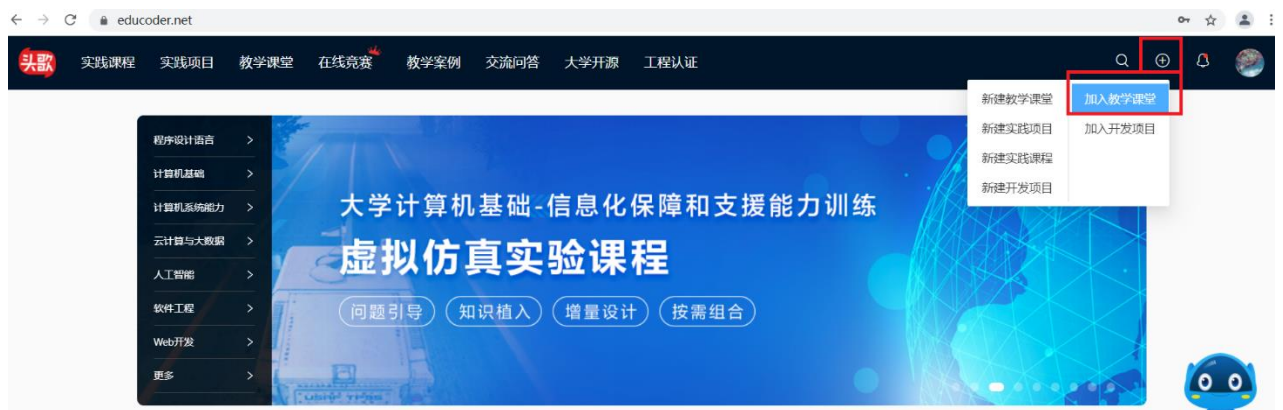 educoder.net
头歌 实践课程 实践项目 教学课堂 在线竞赛 教学案例 交流问答 大学开源 工程认证
新建教学课堂 加入教学课堂
新建实践项目 加入开发项目
新建实践课程
新建开发项目
程序设计语言 >
计算机基础 >
计算机系统能力 >
云计算与大数据 >
人工智能 >
软件工程 >
Web开发 >
更多 >
大学计算机基础-信息化保障和支援能力训练
虚拟仿真实验课程
问题引导 知识植入 增量设计 按需组合